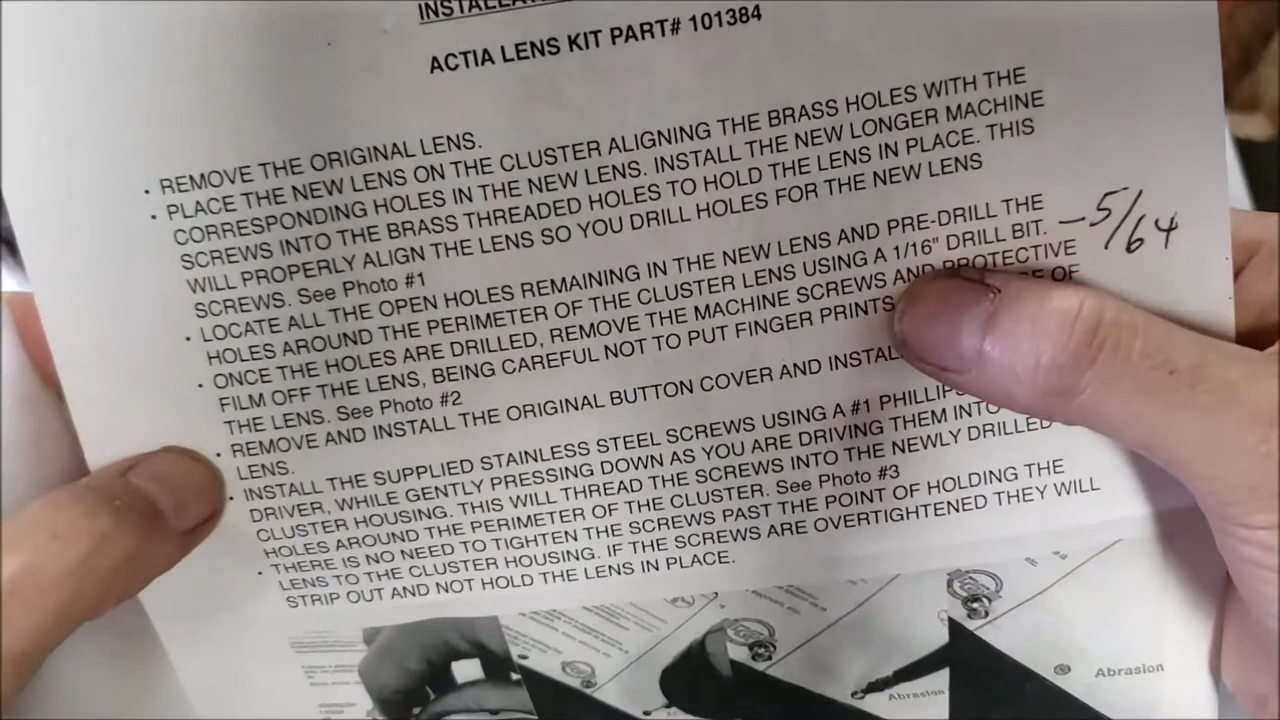 ACTIA LENS KIT PART# 101384
• REMOVE THE ORIGINAL LENS.
• PLACE THE NEW LENS ON THE CLUSTER ALIGNING THE BRASS HOLES WITH THE
CORRESPONDING HOLES IN THE NEW LENS. INSTALL THE NEW LONGER MACHINE
SCREWS INTO THE BRASS THREADED HOLES TO HOLD THE LENS IN PLACE. THIS
WILL PROPERLY ALIGN THE LENS SO YOU DRILL HOLES FOR THE NEW LENS
SCREWS. See Photo #1
• LOCATE ALL THE OPEN HOLES REMAINING IN THE NEW LENS AND PRE-DRILL THE
HOLES AROUND THE PERIMETER OF THE CLUSTER LENS USING A 1/16" DRILL BIT. -5/64
• ONCE THE HOLES ARE DRILLED, REMOVE THE MACHINE SCREWS AND PROTECTIVE
FILM OFF THE LENS, BEING CAREFUL NOT TO PUT FINGER PRINTS OF
THE LENS. See Photo #2
• REMOVE AND INSTALL THE ORIGINAL BUTTON COVER AND INSTAL
LENS.
• INSTALL THE SUPPLIED STAINLESS STEEL SCREWS USING A #1 PHILLIPS
DRIVER, WHILE GENTLY PRESSING DOWN AS YOU ARE DRIVING THEM INTO
CLUSTER HOUSING. THIS WILL THREAD THE SCREWS INTO THE NEWLY DRILLED
HOLES AROUND THE PERIMETER OF THE CLUSTER. See Photo #3
• THERE IS NO NEED TO TIGHTEN THE SCREWS PAST THE POINT OF HOLDING THE
LENS TO THE CLUSTER HOUSING. IF THE SCREWS ARE OVERTIGHTENED THEY WILL
STRIP OUT AND NOT HOLD THE LENS IN PLACE.
Abrasion
Abrasion